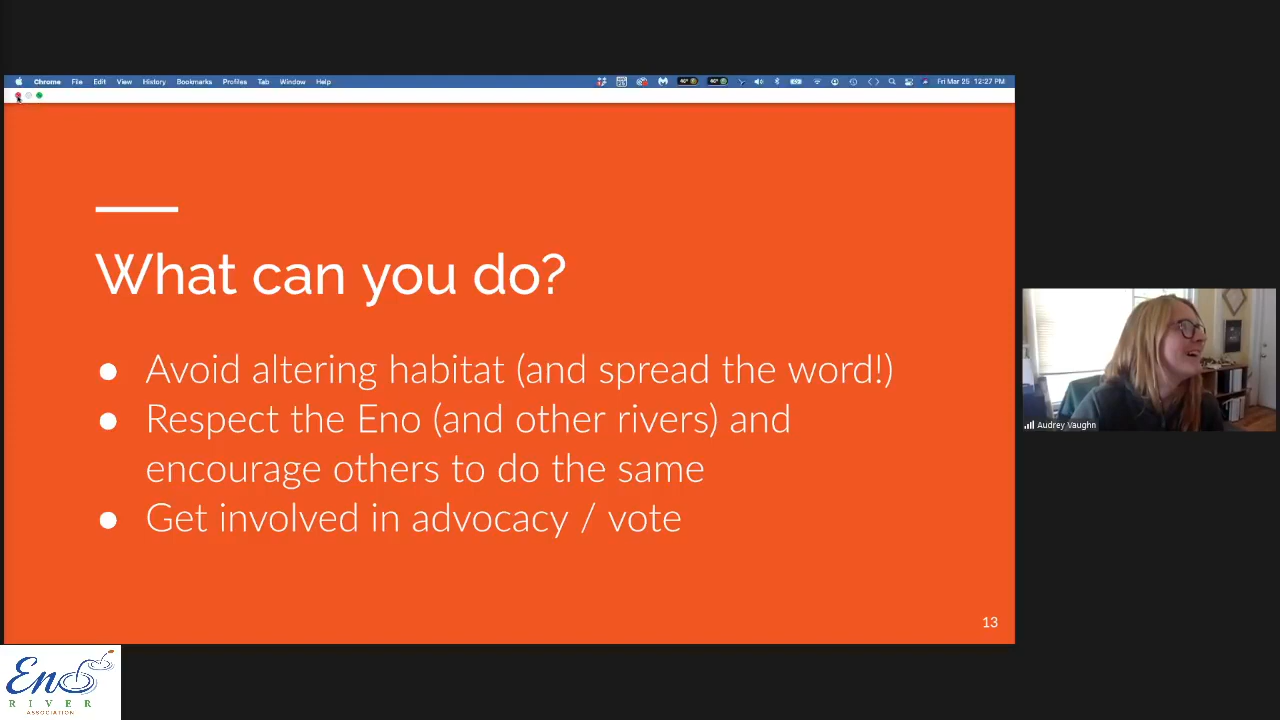 Chrome File Edit View History Bookmarks Profiles Tab Window Help
Fri Mar 25 12:27 PM
What can you do?
● Avoid altering habitat (and spread the word!)
● Respect the Eno (and other rivers) and
encourage others to do the same
● Get involved in advocacy / vote
13
Audrey Vaughn
Eno
RIVER
ASSOCIATION